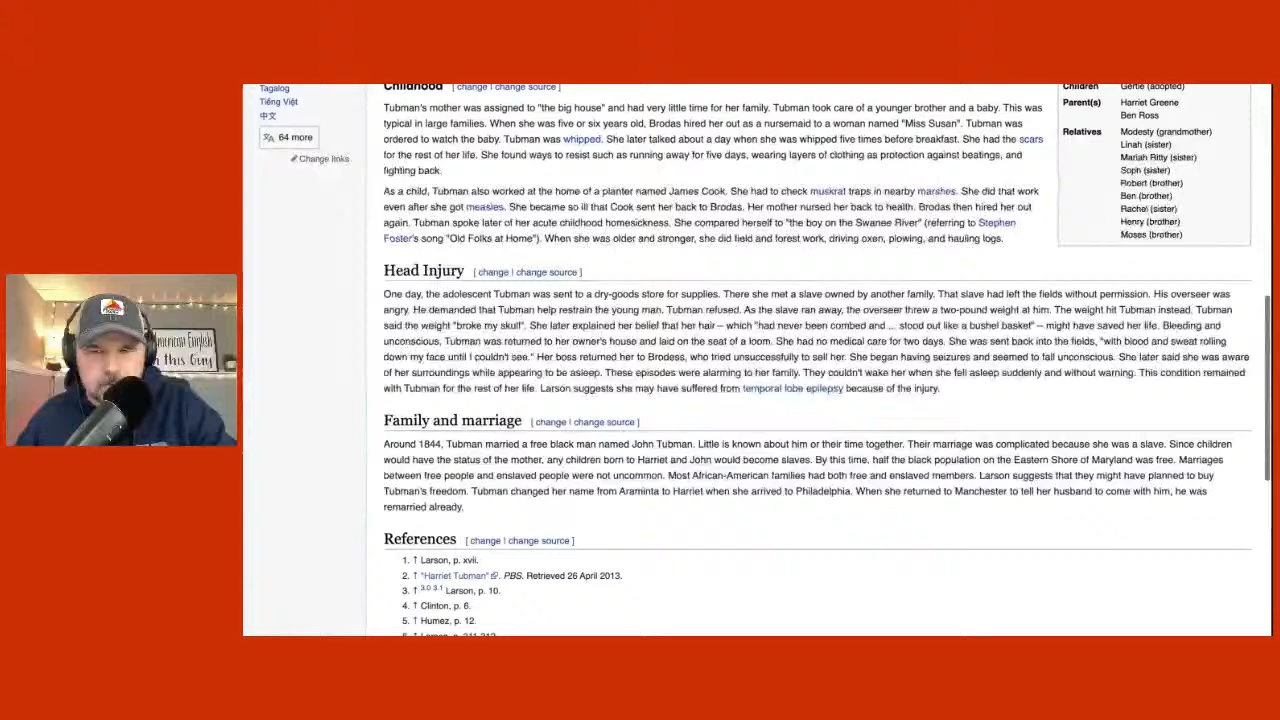 Tagalog
Tiếng Việt
中文
64 more
Change links
Childhood [ change | change source ]
Tubman's mother was assigned to "the big house" and had very little time for her family. Tubman took care of a younger brother and a baby. This was
typical in large families. When she was five or six years old, Brodas hired her out as a nursemaid to a woman named "Miss Susan". Tubman was
ordered to watch the baby. Tubman was whipped. She later talked about a day when she was whipped five times before breakfast. She had the scars
for the rest of her life. She found ways to resist such as running away for five days, wearing layers of clothing as protection against beatings, and
fighting back.
As a child, Tubman also worked at the home of a planter named James Cook. She had to check muskrat traps in nearby marshes. She did that work
even after she got measles. She became so ill that Cook sent her back to Brodas. Her mother nursed her back to health. Brodas then hired her out
again. Tubman spoke later of her acute childhood homesickness. She compared herself to "the boy on the Swanee River" (referring to Stephen
Foster's song "Old Folks at Home"). When she was older and stronger, she did field and forest work, driving oxen, plowing, and hauling logs.
Children Gertie (adopted)
Parent(s) Harriet Greene
Ben Ross
Relatives Modesty (grandmother)
Linah (sister)
Mariah Ritty (sister)
Soph (sister)
Robert (brother)
Ben (brother)
Rachel (sister)
Henry (brother)
Moses (brother)
Head Injury [ change | change source ]
One day, the adolescent Tubman was sent to a dry-goods store for supplies. There she met a slave owned by another family. That slave had left the fields without permission. His overseer was
angry. He demanded that Tubman help restrain the young man. Tubman refused. As the slave ran away, the overseer threw a two-pound weight at him. The weight hit Tubman instead. Tubman
said the weight "broke my skull". She later explained her belief that her hair – which "had never been combed and ... stood out like a bushel basket" – might have saved her life. Bleeding and
unconscious, Tubman was returned to her owner's house and laid on the seat of a loom. She had no medical care for two days. She was sent back into the fields, "with blood and sweat rolling
down my face until I couldn't see." Her boss returned her to Brodess, who tried unsuccessfully to sell her. She began having seizures and seemed to fall unconscious. She later said she was aware
of her surroundings while appearing to be asleep. These episodes were alarming to her family. They couldn't wake her when she fell asleep suddenly and without warning. This condition remained
with Tubman for the rest of her life. Larson suggests she may have suffered from temporal lobe epilepsy because of the injury.
Family and marriage [ change | change source ]
Around 1844, Tubman married a free black man named John Tubman. Little is known about him or their time together. Their marriage was complicated because she was a slave. Since children
would have the status of the mother, any children born to Harriet and John would become slaves. By this time, half the black population on the Eastern Shore of Maryland was free. Marriages
between free people and enslaved people were not uncommon. Most African-American families had both free and enslaved members. Larson suggests that they might have planned to buy
Tubman's freedom. Tubman changed her name from Araminta to Harriet when she arrived to Philadelphia. When she returned to Manchester to tell her husband to come with him, he was
remarried already.
References [ change | change source ]
1. ↑ Larson, p. xvii.
2. ↑ "Harriet Tubman". PBS. Retrieved 26 April 2013.
3. ↑ 3.0 3.1 Larson, p. 10.
4. ↑ Clinton, p. 6.
5. ↑ Humez, p. 12.
merican English
h this Guy